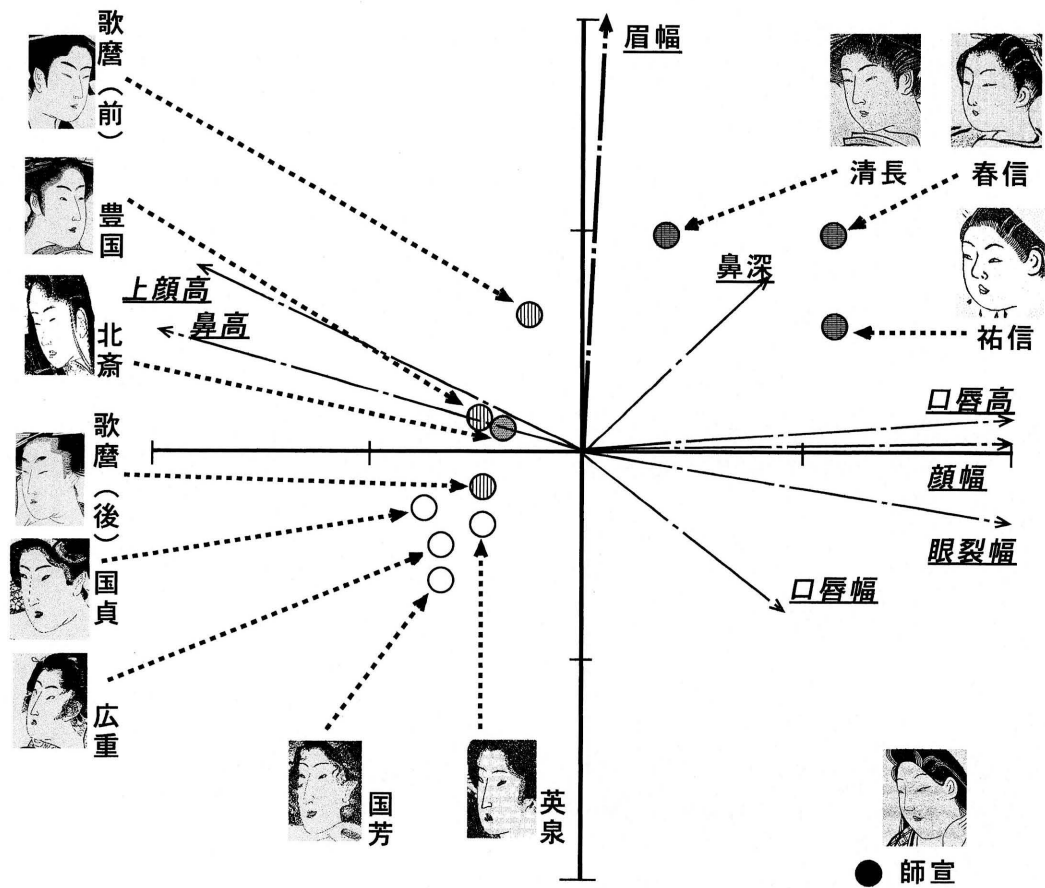 歌麿（前）
豊国
北斎
歌麿（後）
国貞
広重
国芳
英泉
眉幅
清長
春信
祐信
鼻深
上顔高
鼻高
口唇高
顔幅
眼裂幅
口唇幅
師宣